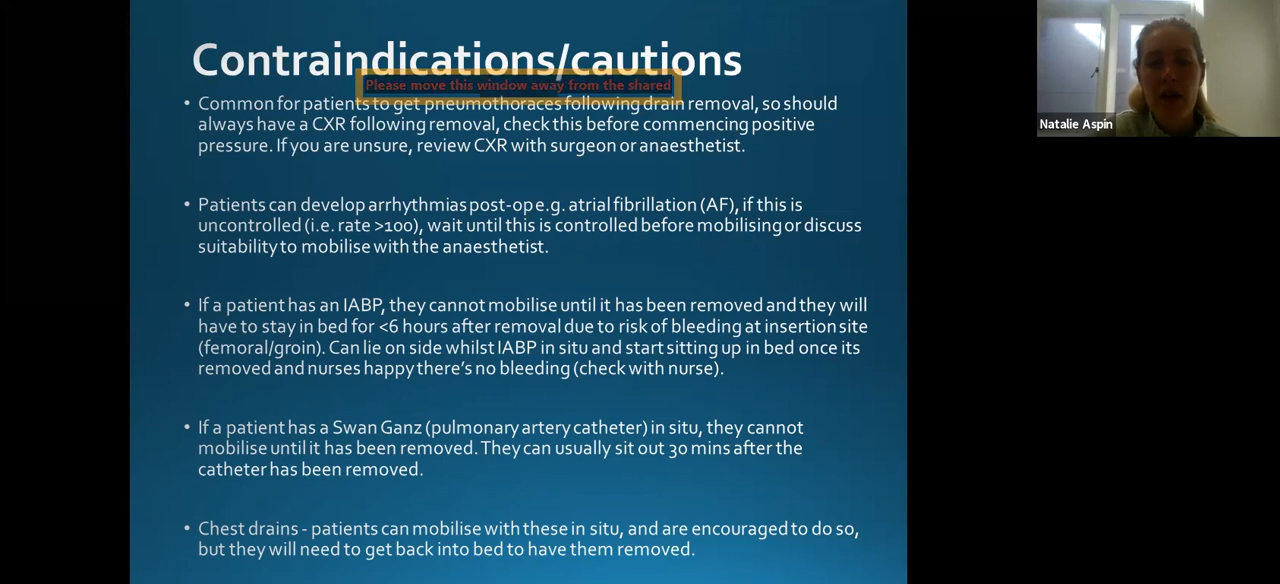 Contraindications/cautions
Please move this window away from the shared
• Common for patients to get pneumothoraces following drain removal, so should
always have a CXR following removal, check this before commencing positive
pressure. If you are unsure, review CXR with surgeon or anaesthetist.
• Patients can develop arrhythmias post-op e.g. atrial fibrillation (AF), if this is
uncontrolled (i.e. rate >100), wait until this is controlled before mobilising or discuss
suitability to mobilise with the anaesthetist.
• If a patient has an IABP, they cannot mobilise until it has been removed and they will
have to stay in bed for <6 hours after removal due to risk of bleeding at insertion site
(femoral/groin). Can lie on side whilst IABP in situ and start sitting up in bed once its
removed and nurses happy there's no bleeding (check with nurse).
• If a patient has a Swan Ganz (pulmonary artery catheter) in situ, they cannot
mobilise until it has been removed. They can usually sit out 30 mins after the
catheter has been removed.
• Chest drains - patients can mobilise with these in situ, and are encouraged to do so,
but they will need to get back into bed to have them removed.
Natalie Aspin